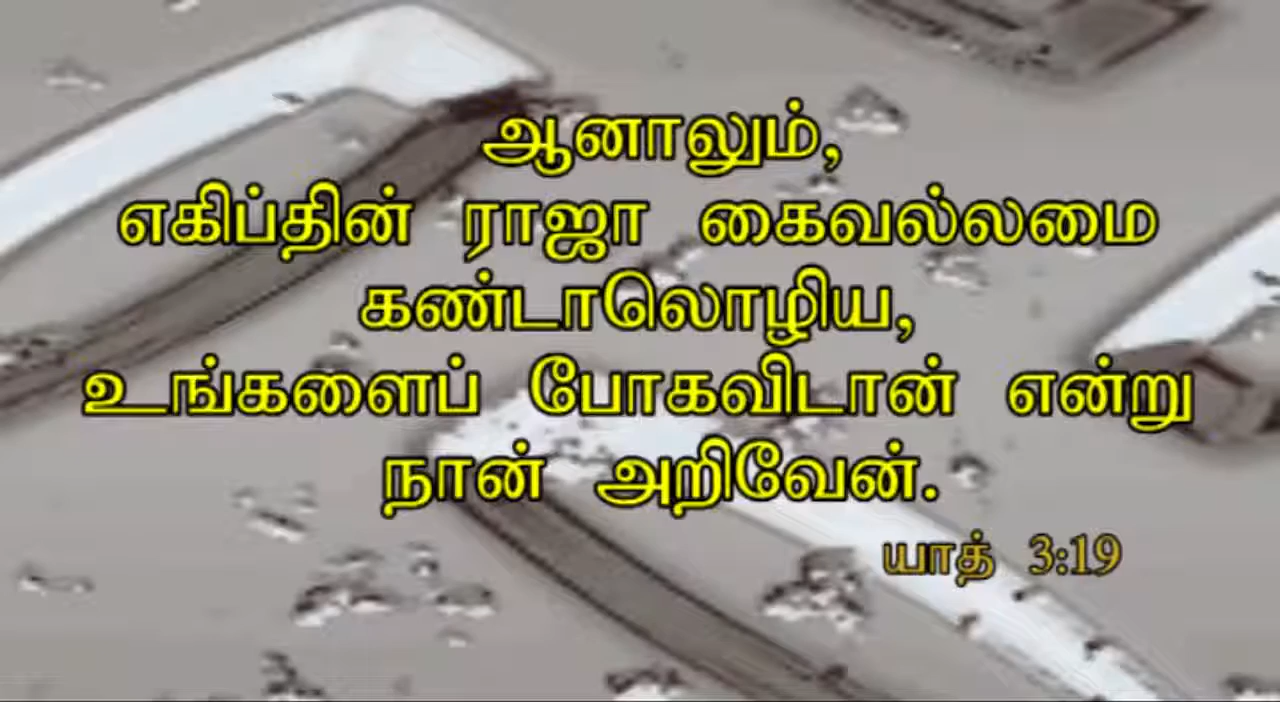 ஆனாலும்,
எகிப்தின் ராஜா கைவல்லமை
கண்டாலொழிய,
உங்களைப் போகவிடான் என்று
நான் அறிவேன்.
யாத் 3:19